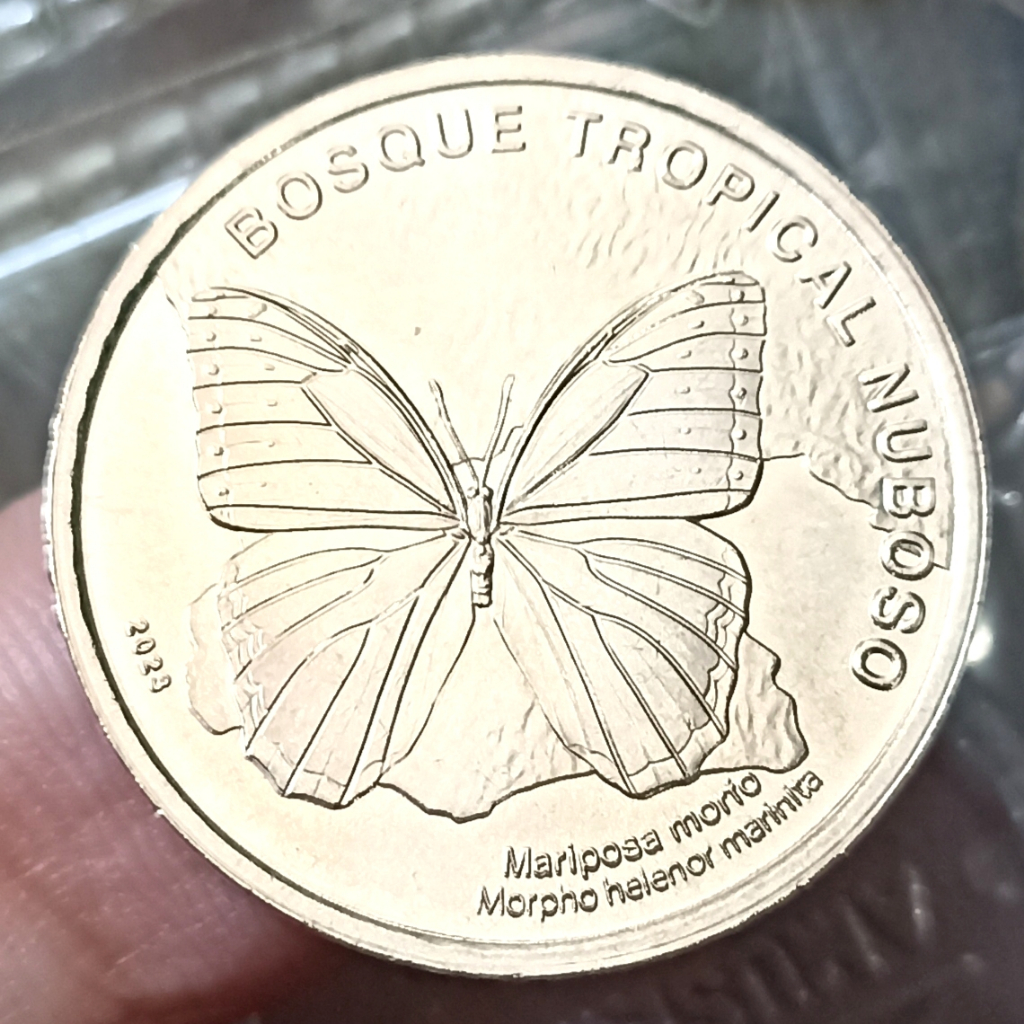 BOSQUE TROPICAL NUBOSO
2023
Mariposa morfo
Morpho helenor marinita